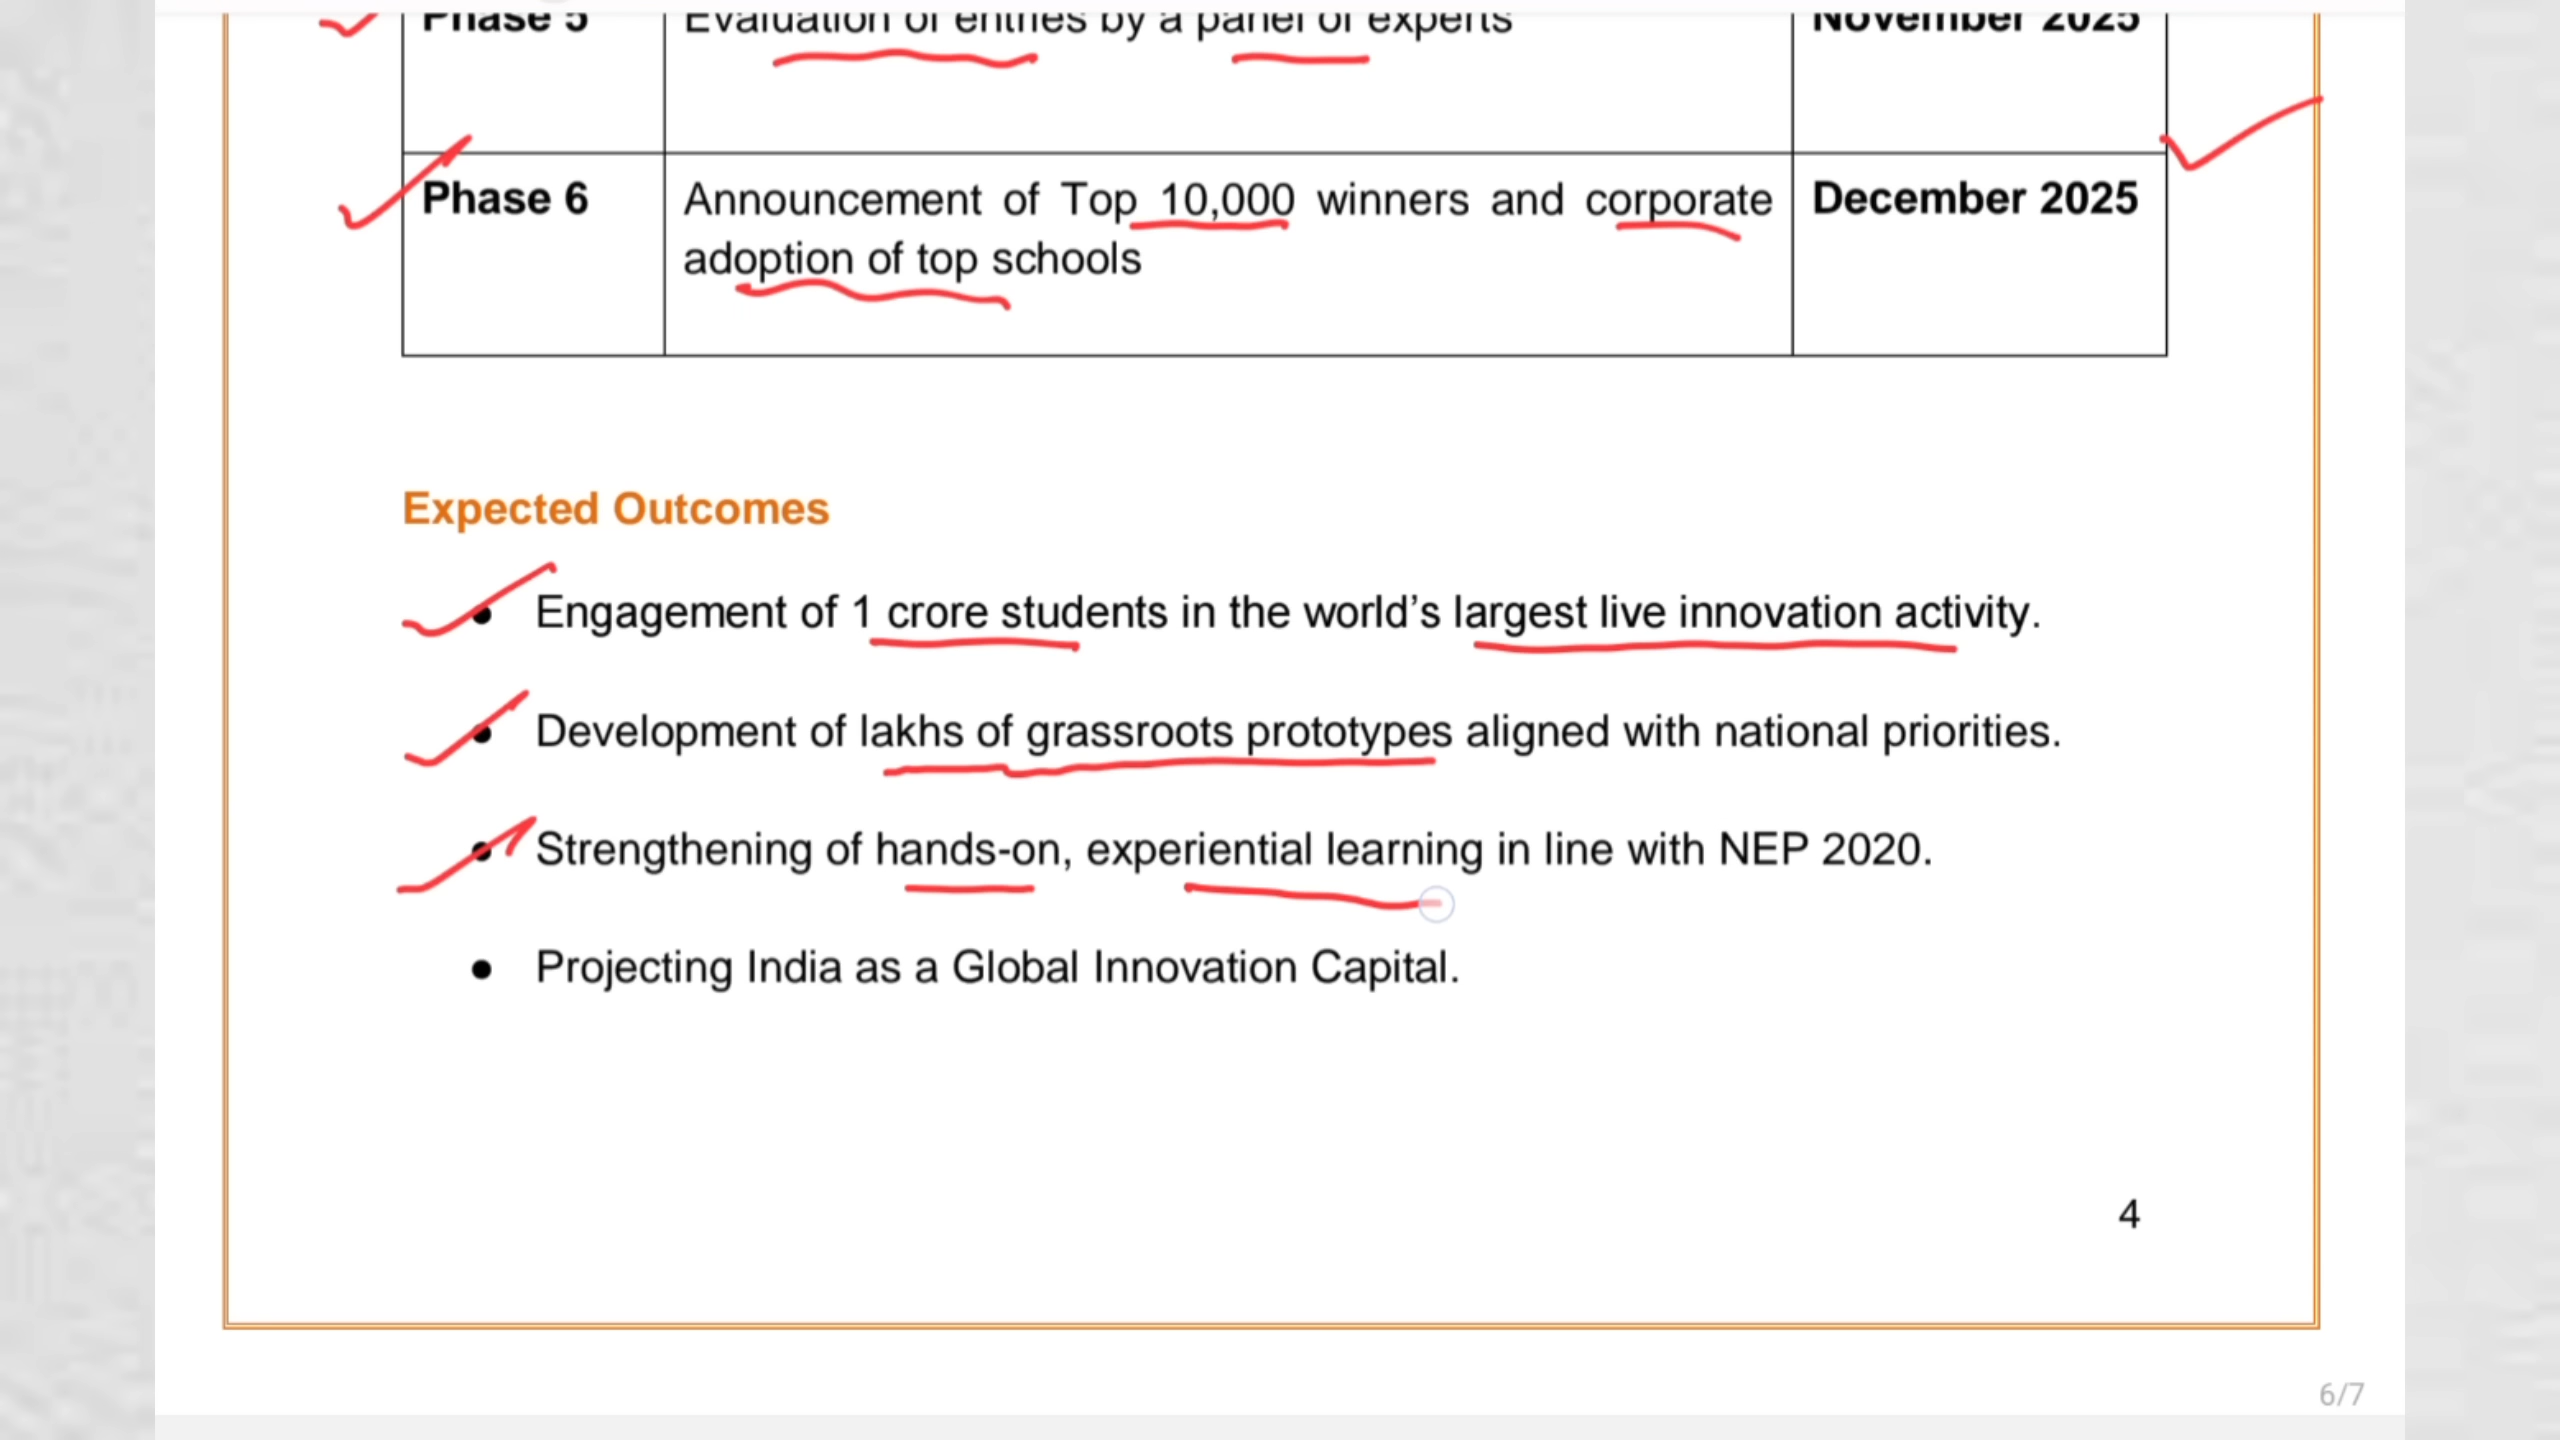 Phase 5 Evaluation of entries by a panel of experts November 2025
Phase 6 Announcement of Top 10,000 winners and corporate December 2025
adoption of top schools
Expected Outcomes
• Engagement of 1 crore students in the world’s largest live innovation activity.
• Development of lakhs of grassroots prototypes aligned with national priorities.
• Strengthening of hands-on, experiential learning in line with NEP 2020.
• Projecting India as a Global Innovation Capital.
4
6/7